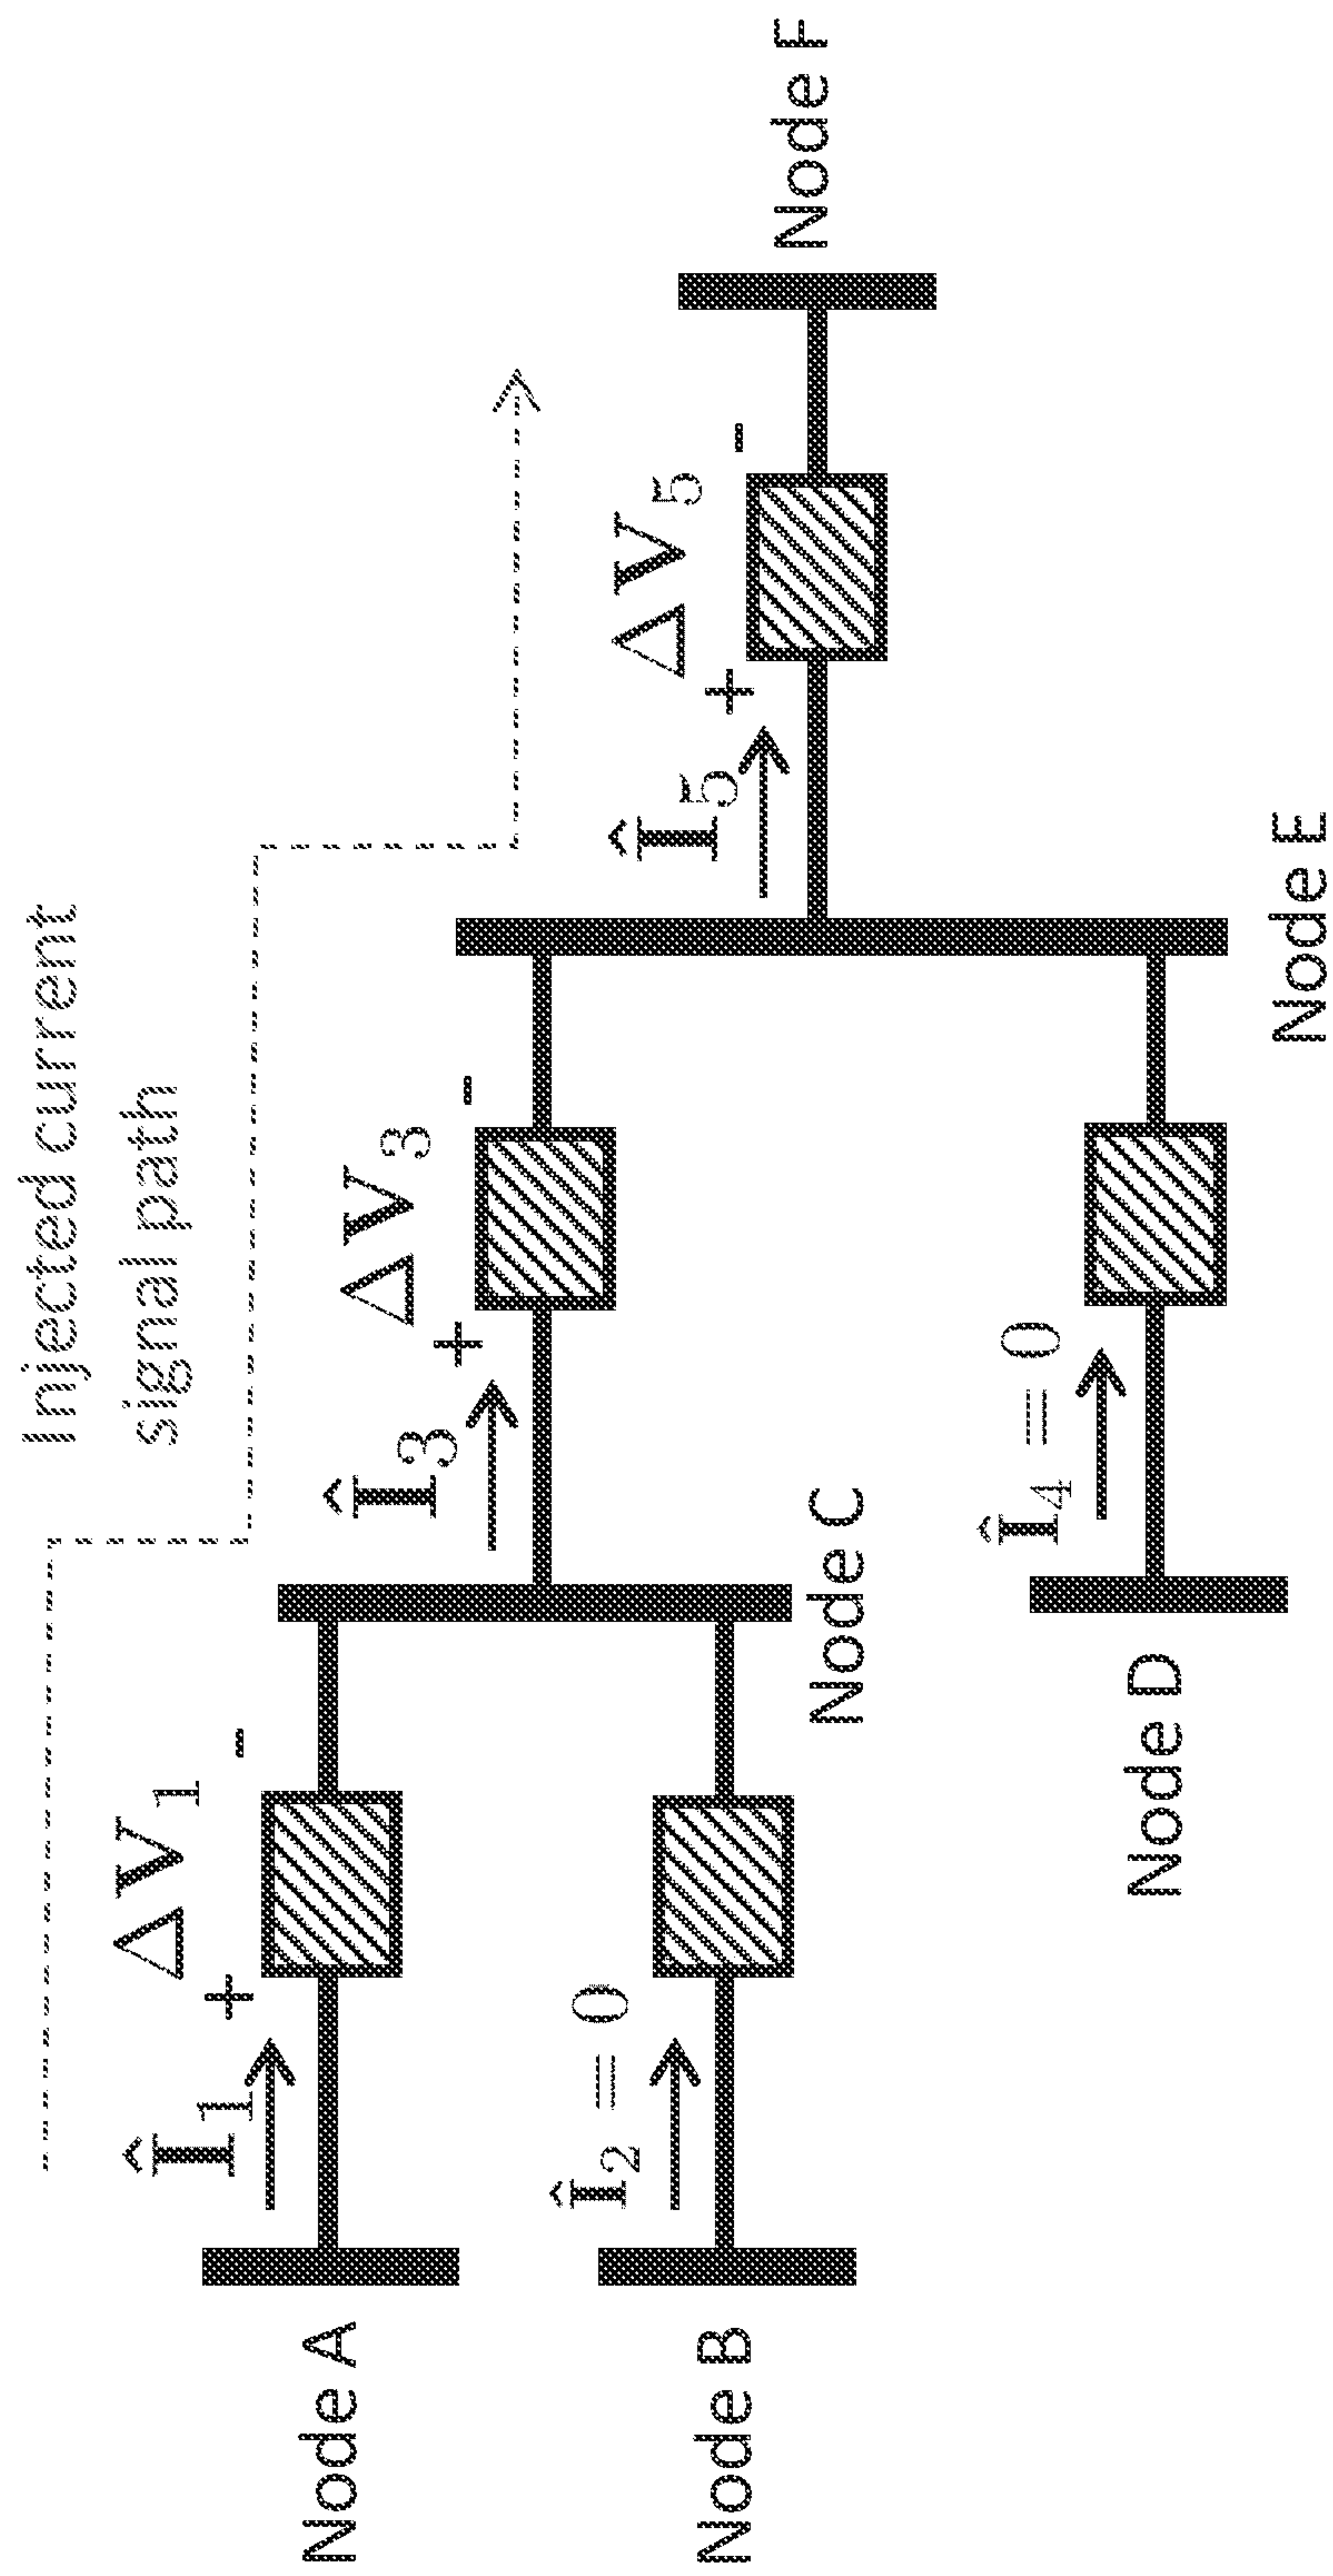 Injected current
signal path
Î₁
+
ΔV₁
-
Î₃
+
ΔV₃
-
Î₅
+
ΔV₅
-
Node A
Î₂ = 0
Node B
Node C
Î₄ = 0
Node D
Node E
Node F